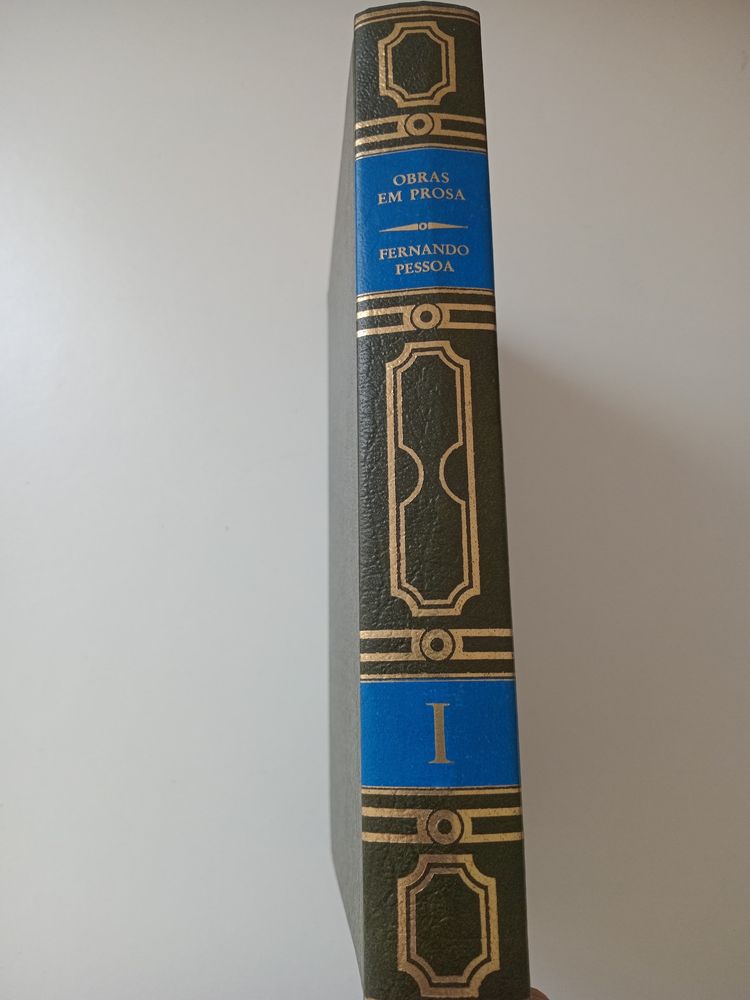 OBRAS
EM PROSA
FERNANDO
PESSOA
I